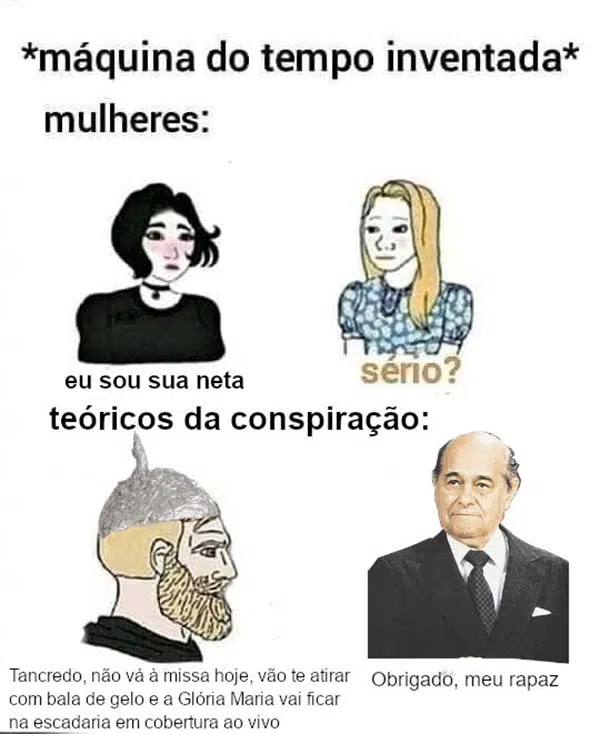 *máquina do tempo inventada*
mulheres:
eu sou sua neta
sério?
teóricos da conspiração:
Tancredo, não vá à missa hoje, vão te atirar
com bala de gelo e a Glória Maria vai ficar
na escadaria em cobertura ao vivo
Obrigado, meu rapaz